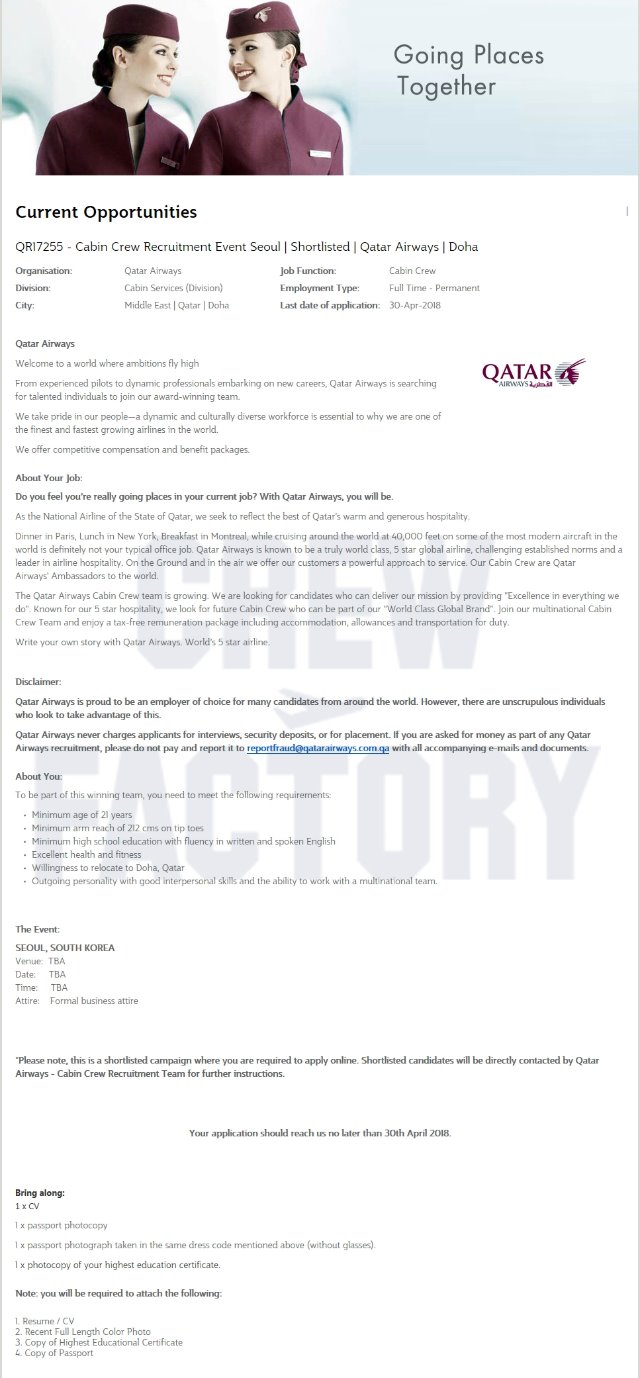 Going Places
Together
Current Opportunities
QR17255 - Cabin Crew Recruitment Event Seoul | Shortlisted | Qatar Airways | Doha
Organisation: Qatar Airways Job Function: Cabin Crew
Division: Cabin Services (Division) Employment Type: Full Time - Permanent
City: Middle East | Qatar | Doha Last date of application: 30-Apr-2018
Qatar Airways
Welcome to a world where ambitions fly high
QATAR
AIRWAYS القطرية
From experienced pilots to dynamic professionals embarking on new careers, Qatar Airways is searching
for talented individuals to join our award-winning team.
We take pride in our people—a dynamic and culturally diverse workforce is essential to why we are one of
the finest and fastest growing airlines in the world.
We offer competitive compensation and benefit packages.
About Your Job:
Do you feel you're really going places in your current job? With Qatar Airways, you will be.
As the National Airline of the State of Qatar, we seek to reflect the best of Qatar's warm and generous hospitality.
Dinner in Paris, Lunch in New York, Breakfast in Montreal, while cruising around the world at 40,000 feet on some of the most modern aircraft in the
world is definitely not your typical office job. Qatar Airways is known to be a truly world class, 5 star global airline, challenging established norms and a
leader in airline hospitality. On the Ground and in the air we offer our customers a powerful approach to service. Our Cabin Crew are Qatar
Airways' Ambassadors to the world.
The Qatar Airways Cabin Crew team is growing. We are looking for candidates who can deliver our mission by providing "Excellence in everything we
do". Known for our 5 star hospitality, we look for future Cabin Crew who can be part of our "World Class Global Brand". Join our multinational Cabin
Crew Team and enjoy a tax-free remuneration package including accommodation, allowances and transportation for duty.
Write your own story with Qatar Airways. World's 5 star airline.
CREW
FACTORY
Disclaimer:
Qatar Airways is proud to be an employer of choice for many candidates from around the world. However, there are unscrupulous individuals
who look to take advantage of this.
Qatar Airways never charges applicants for interviews, security deposits, or for placement. If you are asked for money as part of any Qatar
Airways recruitment, please do not pay and report it to reportfraud@qatarairways.com.qa with all accompanying e-mails and documents.
About You:
To be part of this winning team, you need to meet the following requirements:
• Minimum age of 21 years
• Minimum arm reach of 212 cms on tip toes
• Minimum high school education with fluency in written and spoken English
• Excellent health and fitness
• Willingness to relocate to Doha, Qatar
• Outgoing personality with good interpersonal skills and the ability to work with a multinational team.
The Event:
SEOUL, SOUTH KOREA
Venue: TBA
Date: TBA
Time: TBA
Attire: Formal business attire
*Please note, this is a shortlisted campaign where you are required to apply online. Shortlisted candidates will be directly contacted by Qatar
Airways – Cabin Crew Recruitment Team for further instructions.
Your application should reach us no later than 30th April 2018.
Bring along:
1 x CV
1 x passport photocopy
1 x passport photograph taken in the same dress code mentioned above (without glasses).
1 x photocopy of your highest education certificate.
Note: you will be required to attach the following:
1. Resume / CV
2. Recent Full Length Color Photo
3. Copy of Highest Educational Certificate
4. Copy of Passport